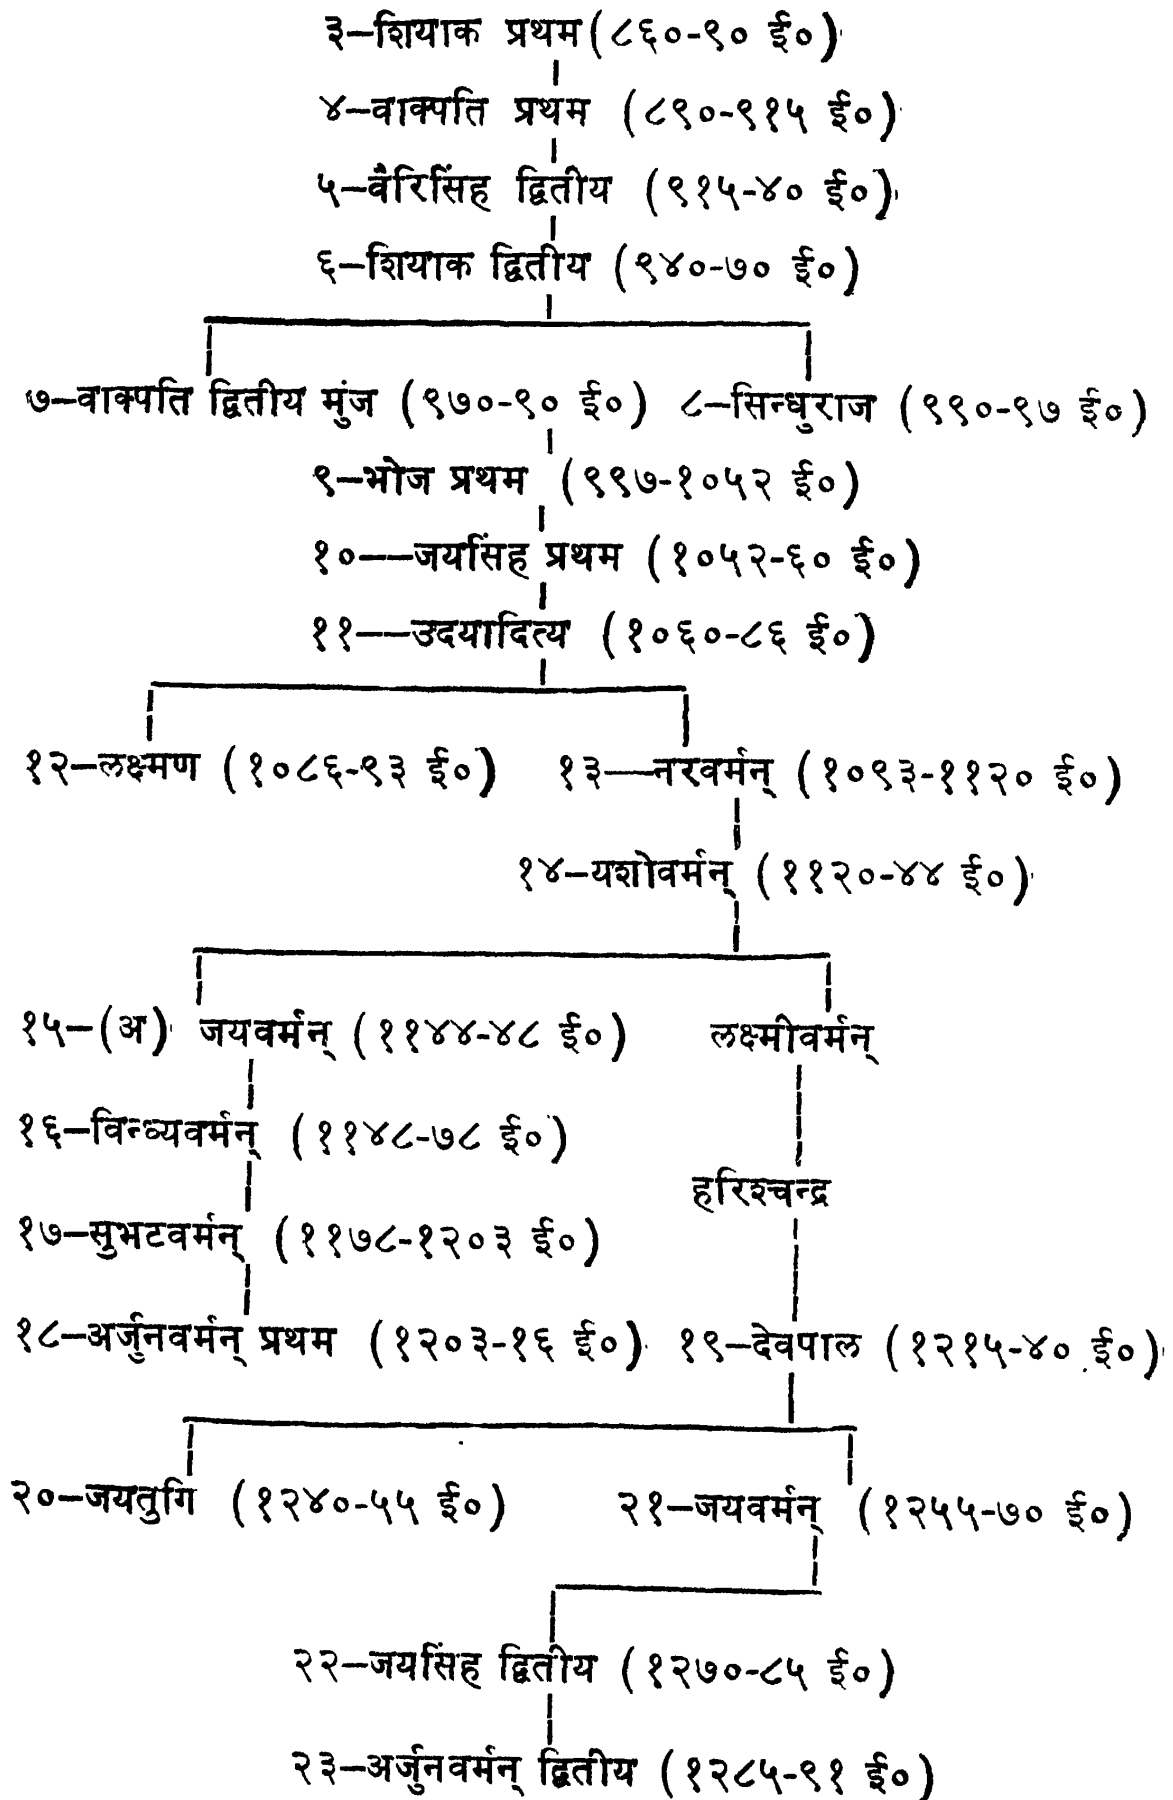 ३–शियाक प्रथम (८६०-९० ई०)
४–वाक्पति प्रथम (८९०-९१५ ई०)
५–वैरिसिंह द्वितीय (९१५-४० ई०)
६–शियाक द्वितीय (९४०-७० ई०)
७–वाक्पति द्वितीय मुंज (९७०-९० ई०) ८–सिन्धुराज (९९०-९७ ई०)
९–भोज प्रथम (९९७-१०५२ ई०)
१०—जयसिंह प्रथम (१०५२-६० ई०)
११—उदयादित्य (१०६०-८६ ई०)
१२–लक्ष्मण (१०८६-९३ ई०) १३—नरवर्मन् (१०९३-११२० ई०)
१४–यशोवर्मन् (११२०-४४ ई०)
१५–(अ) जयवर्मन् (११४४-४८ ई०) लक्ष्मीवर्मन्
१६–विन्ध्यवर्मन् (११४८-७८ ई०)
हरिश्चन्द्र
१७–सुभटवर्मन् (११७८-१२०३ ई०)
१८–अर्जुनवर्मन् प्रथम (१२०३-१६ ई०) १९–देवपाल (१२१५-४० ई०)
२०–जयतुगि (१२४०-५५ ई०) २१–जयवर्मन् (१२५५-७० ई०)
२२–जयसिंह द्वितीय (१२७०-८५ ई०)
२३–अर्जुनवर्मन् द्वितीय (१२८५-९१ ई०)